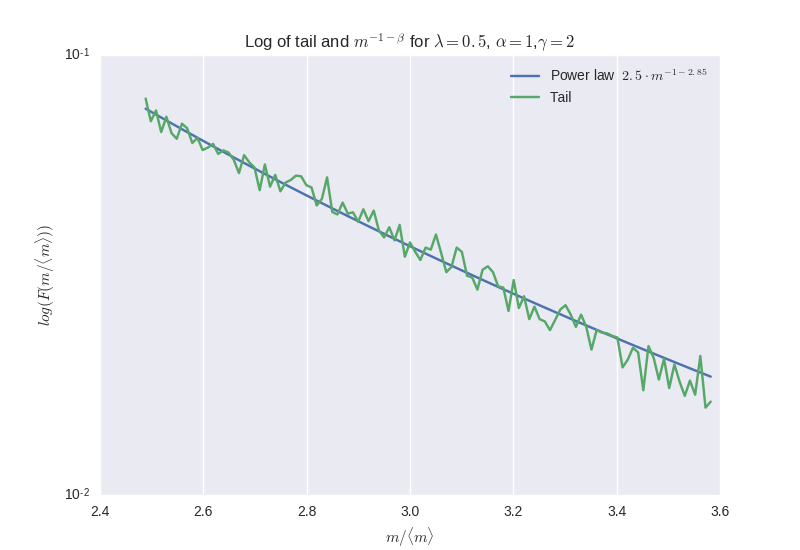 Log of tail and m^{-1-β} for λ=0.5, α=1,γ=2
10^{-1}
Power law 2.5·m^{-1-2.85}
Tail
log(F(m/⟨m⟩))
10^{-2}
2.4 2.6 2.8 3.0 3.2 3.4 3.6
m/⟨m⟩